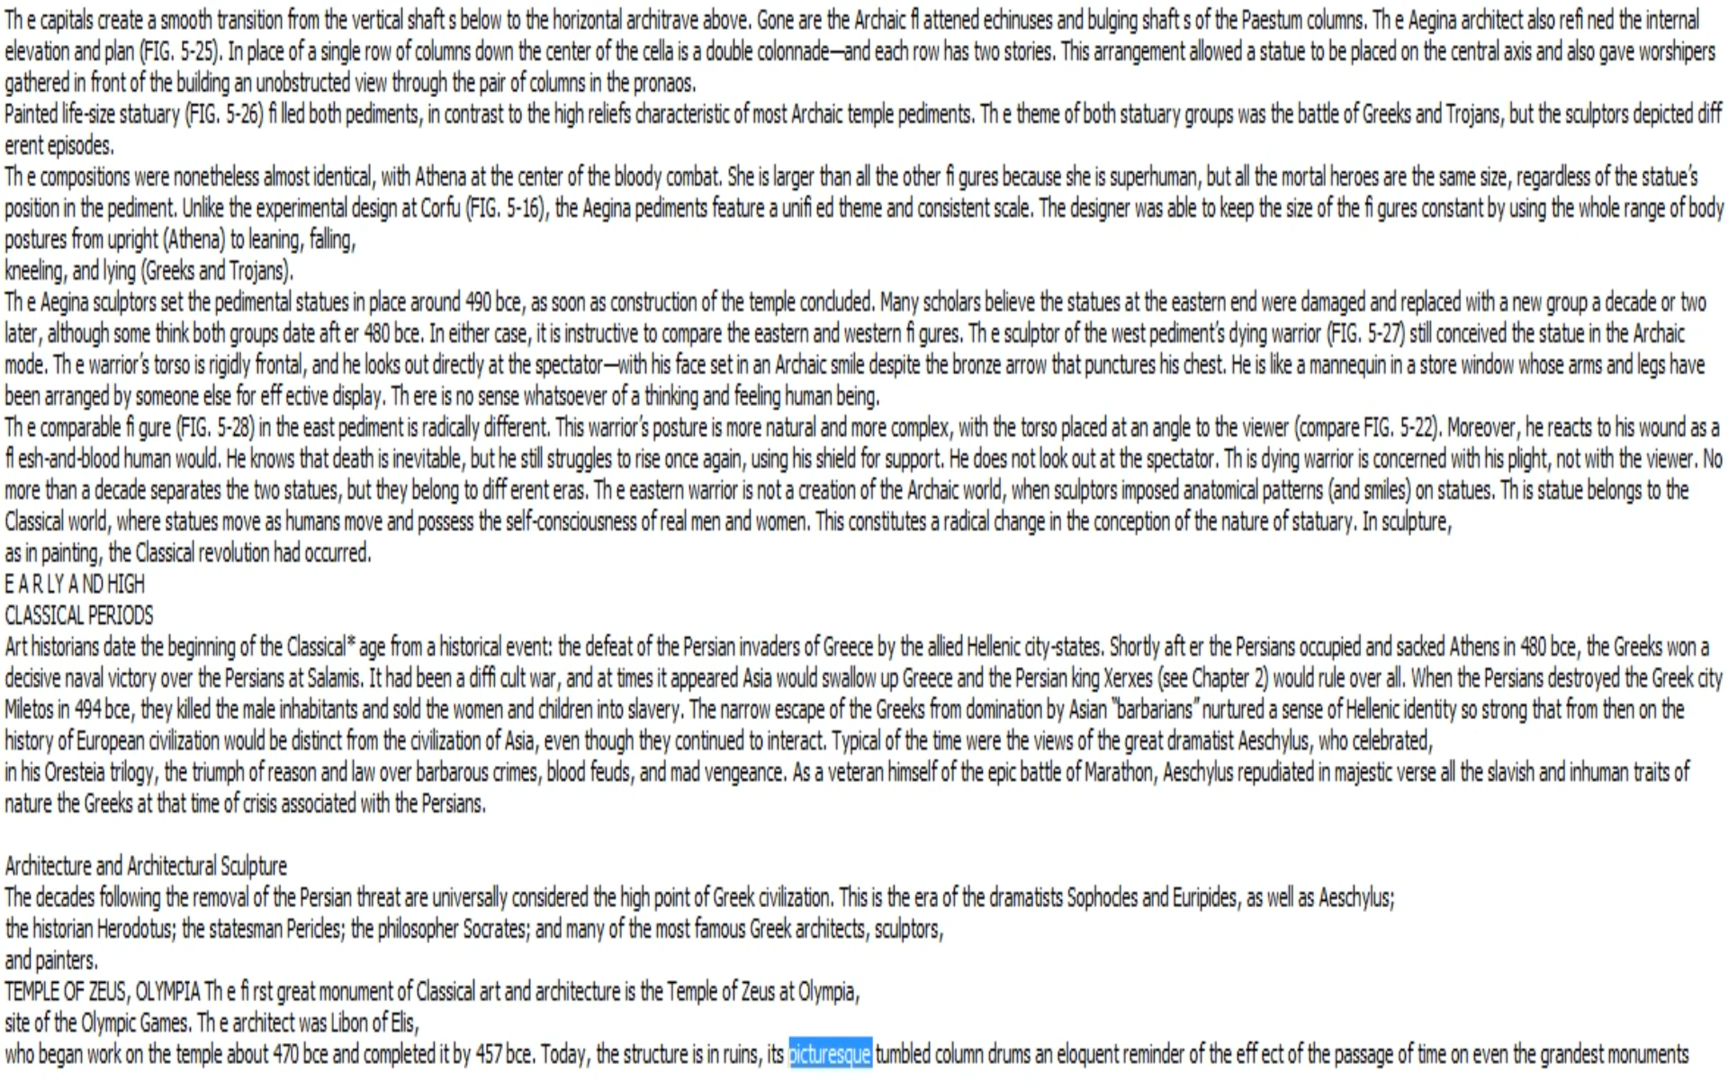 Th e capitals create a smooth transition from the vertical shaft s below to the horizontal architrave above. Gone are the Archaic fl attened echinuses and bulging shaft s of the Paestum columns. Th e Aegina architect also refi ned the internal
elevation and plan (FIG. 5-25). In place of a single row of columns down the center of the cella is a double colonnade—and each row has two stories. This arrangement allowed a statue to be placed on the central axis and also gave worshipers
gathered in front of the building an unobstructed view through the pair of columns in the pronaos.
Painted life-size statuary (FIG. 5-26) fi lled both pediments, in contrast to the high reliefs characteristic of most Archaic temple pediments. Th e theme of both statuary groups was the battle of Greeks and Trojans, but the sculptors depicted diff
erent episodes.
Th e compositions were nonetheless almost identical, with Athena at the center of the bloody combat. She is larger than all the other fi gures because she is superhuman, but all the mortal heroes are the same size, regardless of the statue’s
position in the pediment. Unlike the experimental design at Corfu (FIG. 5-16), the Aegina pediments feature a unifi ed theme and consistent scale. The designer was able to keep the size of the fi gures constant by using the whole range of body
postures from upright (Athena) to leaning, falling,
kneeling, and lying (Greeks and Trojans).
Th e Aegina sculptors set the pedimental statues in place around 490 bce, as soon as construction of the temple concluded. Many scholars believe the statues at the eastern end were damaged and replaced with a new group a decade or two
later, although some think both groups date aft er 480 bce. In either case, it is instructive to compare the eastern and western fi gures. Th e sculptor of the west pediment’s dying warrior (FIG. 5-27) still conceived the statue in the Archaic
mode. Th e warrior’s torso is rigidly frontal, and he looks out directly at the spectator—with his face set in an Archaic smile despite the bronze arrow that punctures his chest. He is like a mannequin in a store window whose arms and legs have
been arranged by someone else for eff ective display. Th ere is no sense whatsoever of a thinking and feeling human being.
Th e comparable fi gure (FIG. 5-28) in the east pediment is radically different. This warrior’s posture is more natural and more complex, with the torso placed at an angle to the viewer (compare FIG. 5-22). Moreover, he reacts to his wound as a
fl esh-and-blood human would. He knows that death is inevitable, but he still struggles to rise once again, using his shield for support. He does not look out at the spectator. Th is dying warrior is concerned with his plight, not with the viewer. No
more than a decade separates the two statues, but they belong to diff erent eras. Th e eastern warrior is not a creation of the Archaic world, when sculptors imposed anatomical patterns (and smiles) on statues. Th is statue belongs to the
Classical world, where statues move as humans move and possess the self-consciousness of real men and women. This constitutes a radical change in the conception of the nature of statuary. In sculpture,
as in painting, the Classical revolution had occurred.
E A R LY A ND HIGH
CLASSICAL PERIODS
Art historians date the beginning of the Classical* age from a historical event: the defeat of the Persian invaders of Greece by the allied Hellenic city-states. Shortly aft er the Persians occupied and sacked Athens in 480 bce, the Greeks won a
decisive naval victory over the Persians at Salamis. It had been a diffi cult war, and at times it appeared Asia would swallow up Greece and the Persian king Xerxes (see Chapter 2) would rule over all. When the Persians destroyed the Greek city
Miletos in 494 bce, they killed the male inhabitants and sold the women and children into slavery. The narrow escape of the Greeks from domination by Asian “barbarians” nurtured a sense of Hellenic identity so strong that from then on the
history of European civilization would be distinct from the civilization of Asia, even though they continued to interact. Typical of the time were the views of the great dramatist Aeschylus, who celebrated,
in his Oresteia trilogy, the triumph of reason and law over barbarous crimes, blood feuds, and mad vengeance. As a veteran himself of the epic battle of Marathon, Aeschylus repudiated in majestic verse all the slavish and inhuman traits of
nature the Greeks at that time of crisis associated with the Persians.
Architecture and Architectural Sculpture
The decades following the removal of the Persian threat are universally considered the high point of Greek civilization. This is the era of the dramatists Sophocles and Euripides, as well as Aeschylus;
the historian Herodotus; the statesman Pericles; the philosopher Socrates; and many of the most famous Greek architects, sculptors,
and painters.
TEMPLE OF ZEUS, OLYMPIA Th e fi rst great monument of Classical art and architecture is the Temple of Zeus at Olympia,
site of the Olympic Games. Th e architect was Libon of Elis,
who began work on the temple about 470 bce and completed it by 457 bce. Today, the structure is in ruins, its picturesque tumbled column drums an eloquent reminder of the eff ect of the passage of time on even the grandest monuments